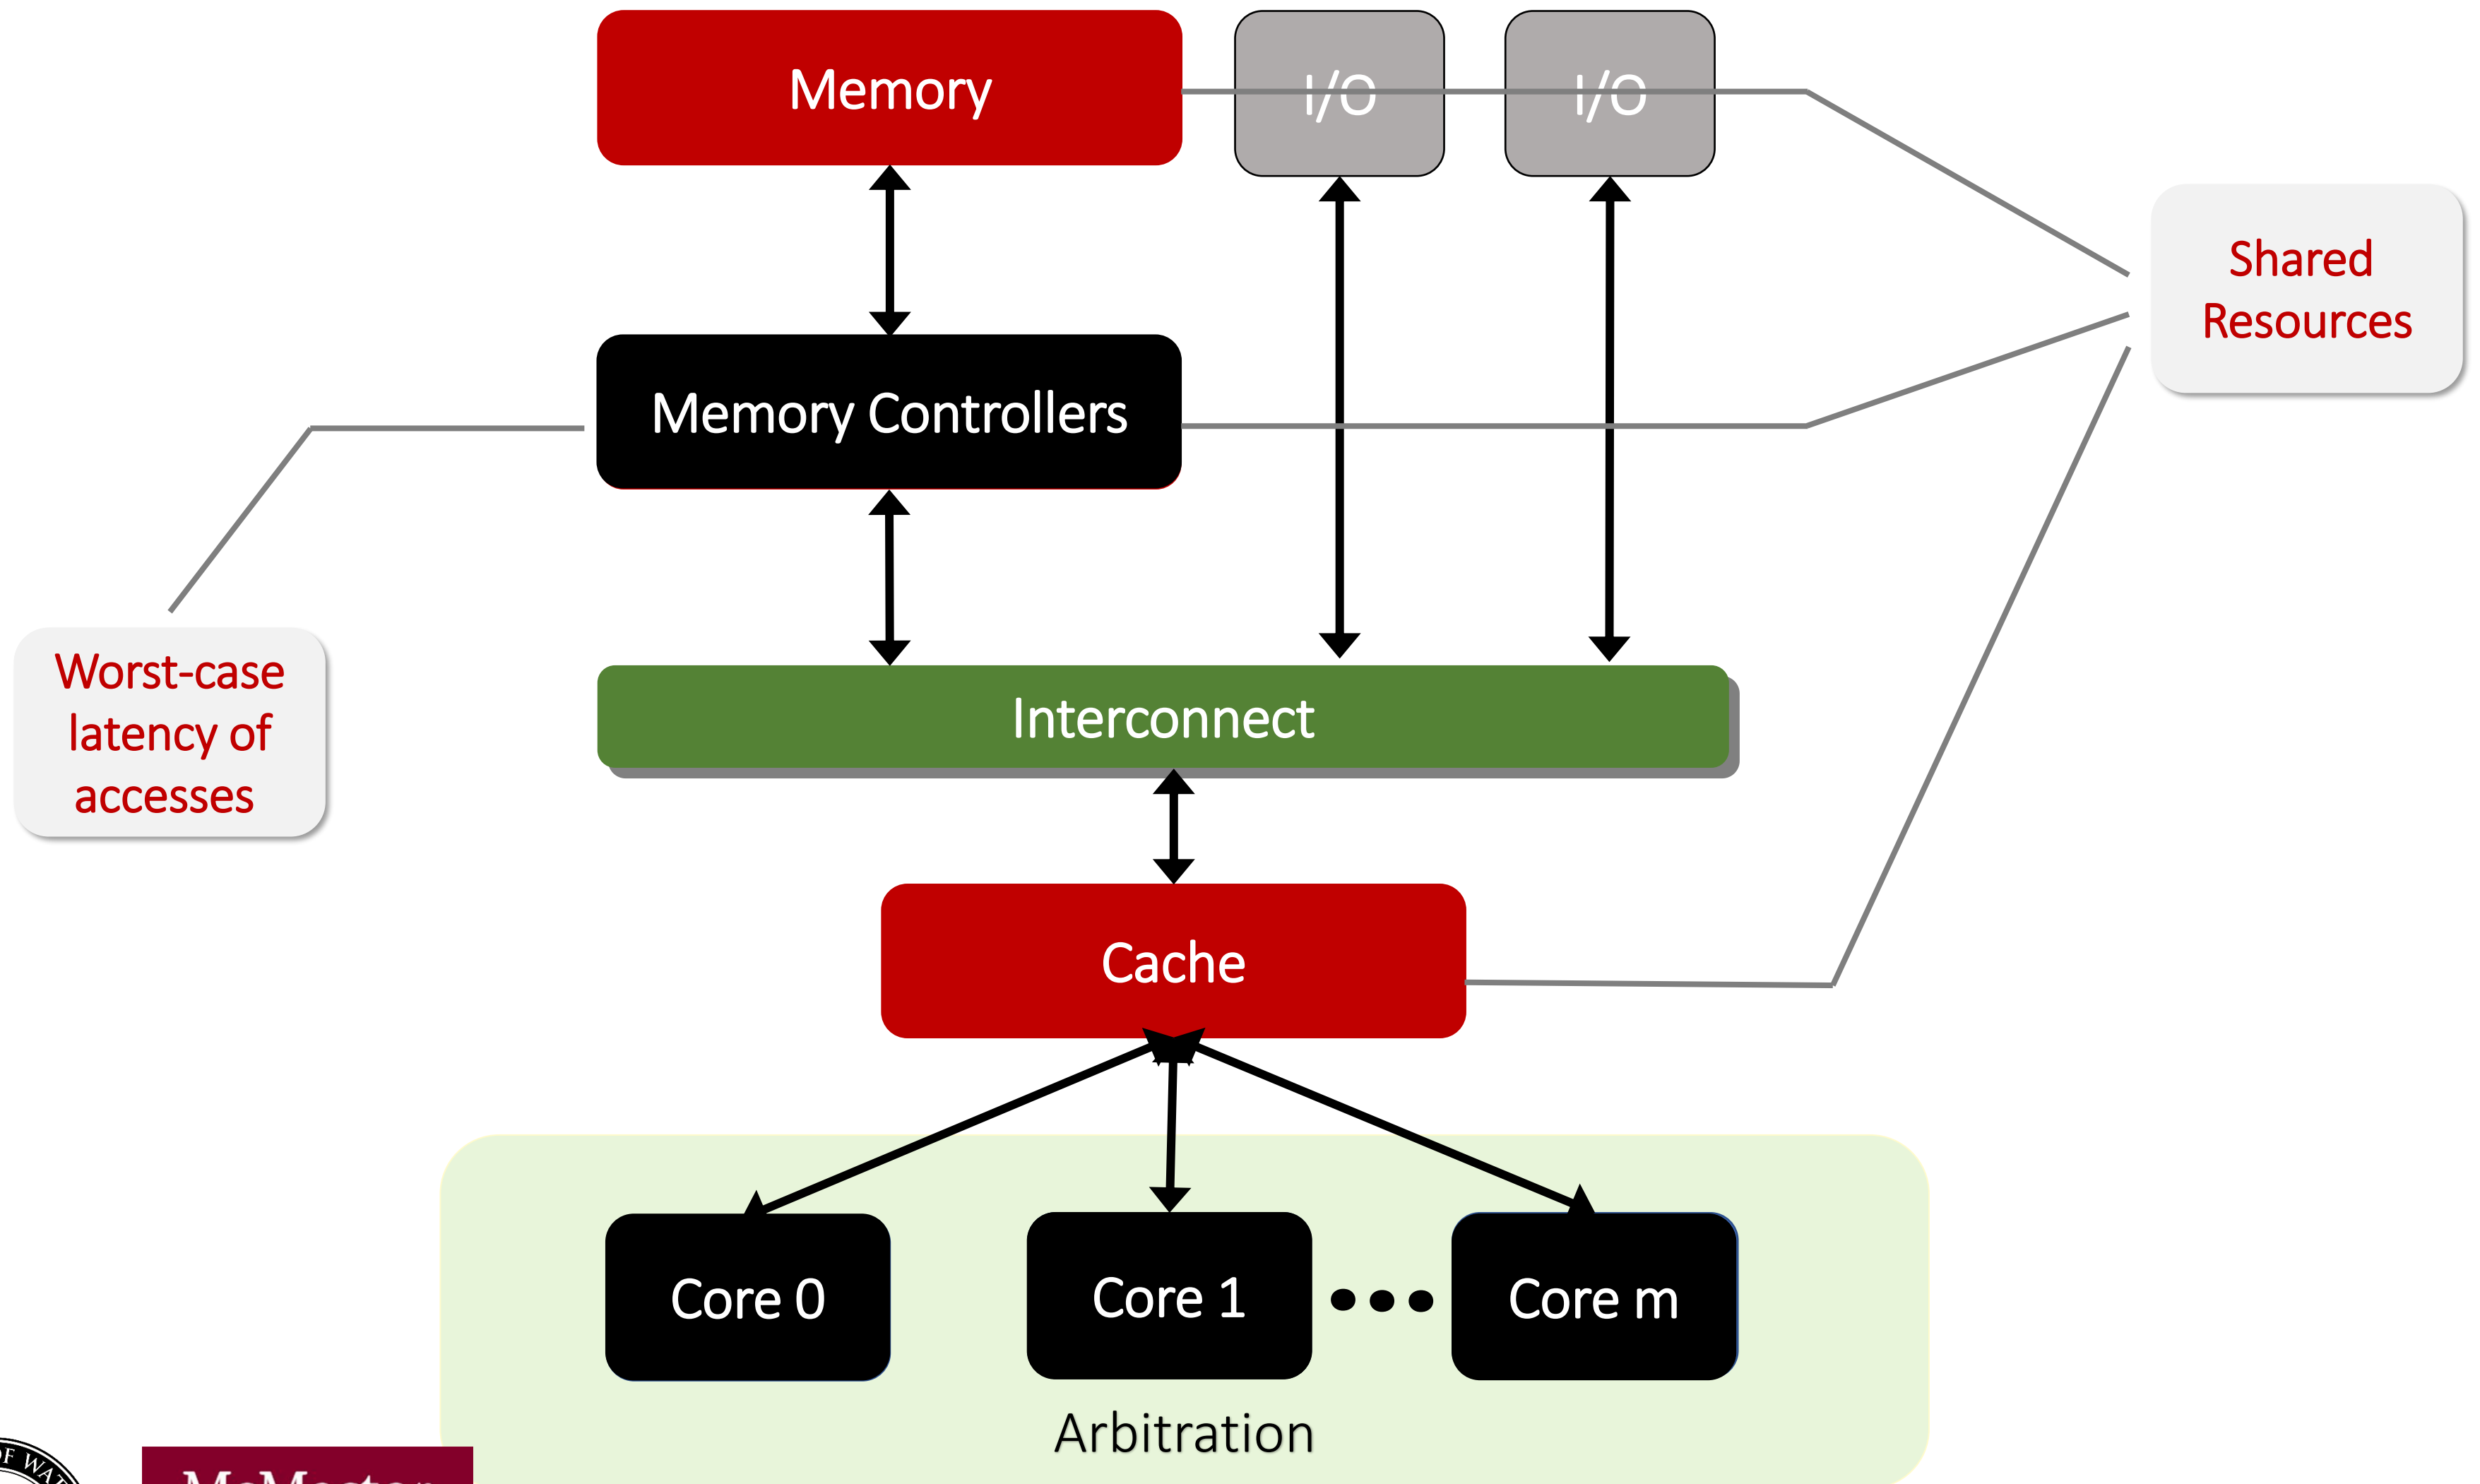 Memory
I/O
I/O
Shared
Resources
Memory Controllers
Worst-case
latency of
accesses
Interconnect
Cache
Core 0
Core 1
Core m
Arbitration